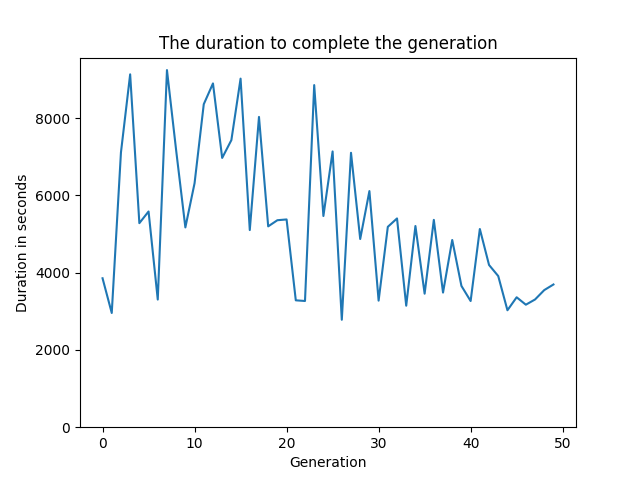 The duration to complete the generation
Duration in seconds
8000
6000
4000
2000
0
0 10 20 30 40 50
Generation